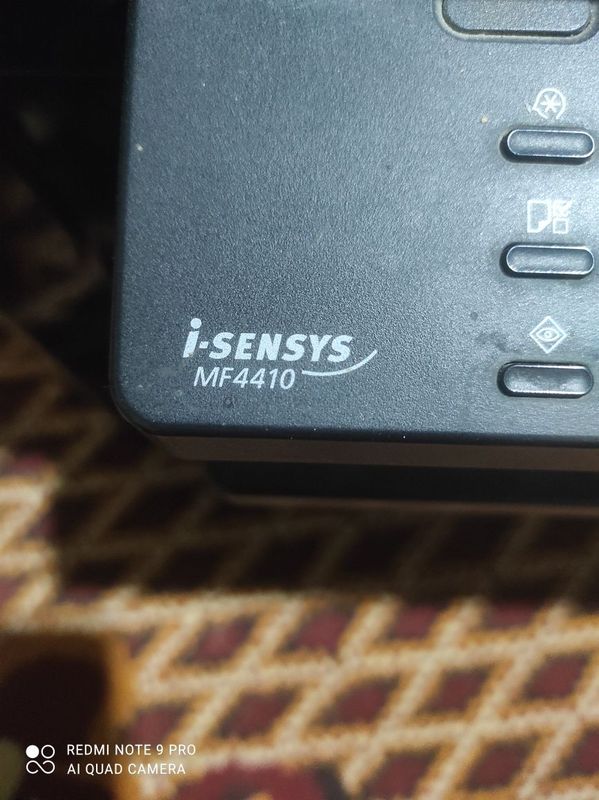 i-SENSYS
MF4410
REDMI NOTE 9 PRO
AI QUAD CAMERA